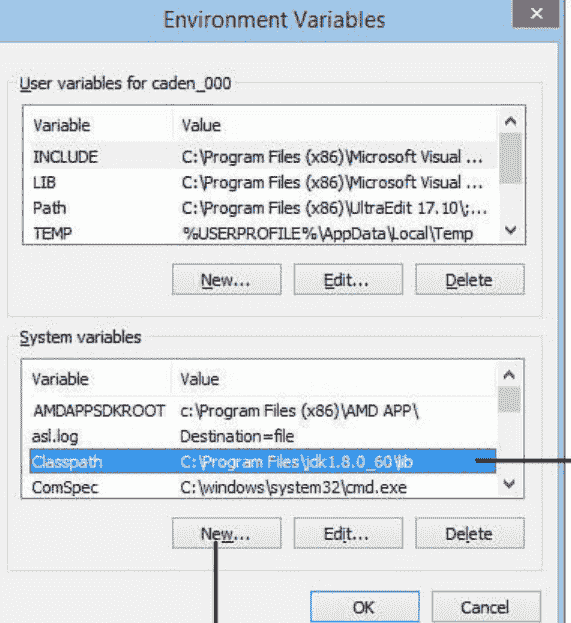 Environment Variables
User variables for caden_000
Variable Value
INCLUDE C:\Program Files (x86)\Microsoft Visual ...
LIB C:\Program Files (x86)\Microsoft Visual ...
Path C:\Program Files (x86)\UltraEdit 17.10\;...
TEMP %USERPROFILE%\AppData\Local\Temp
New... Edit... Delete
System variables
Variable Value
AMDAPPSDKROOT c:\Program Files (x86)\AMD APP\
asl.log Destination=file
Classpath C:\Program Files\jdk1.8.0_60\lib
ComSpec C:\windows\system32\cmd.exe
New... Edit... Delete
OK Cancel